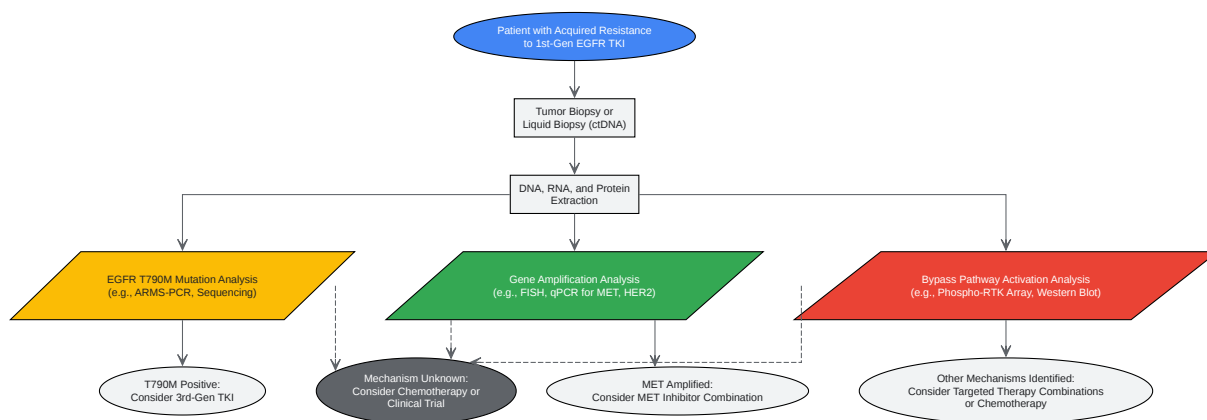 Patient with Acquired Resistance
to 1st-Gen EGFR TKI
Tumor Biopsy or
Liquid Biopsy (ctDNA)
DNA, RNA, and Protein
Extraction
EGFR T790M Mutation Analysis
(e.g., ARMS-PCR, Sequencing)
Gene Amplification Analysis
(e.g., FISH, qPCR for MET, HER2)
Bypass Pathway Activation Analysis
(e.g., Phospho-RTK Array, Western Blot)
T790M Positive:
Consider 3rd-Gen TKI
Mechanism Unknown:
Consider Chemotherapy or
Clinical Trial
MET Amplified:
Consider MET Inhibitor Combination
Other Mechanisms Identified:
Consider Targeted Therapy Combinations
or Chemotherapy